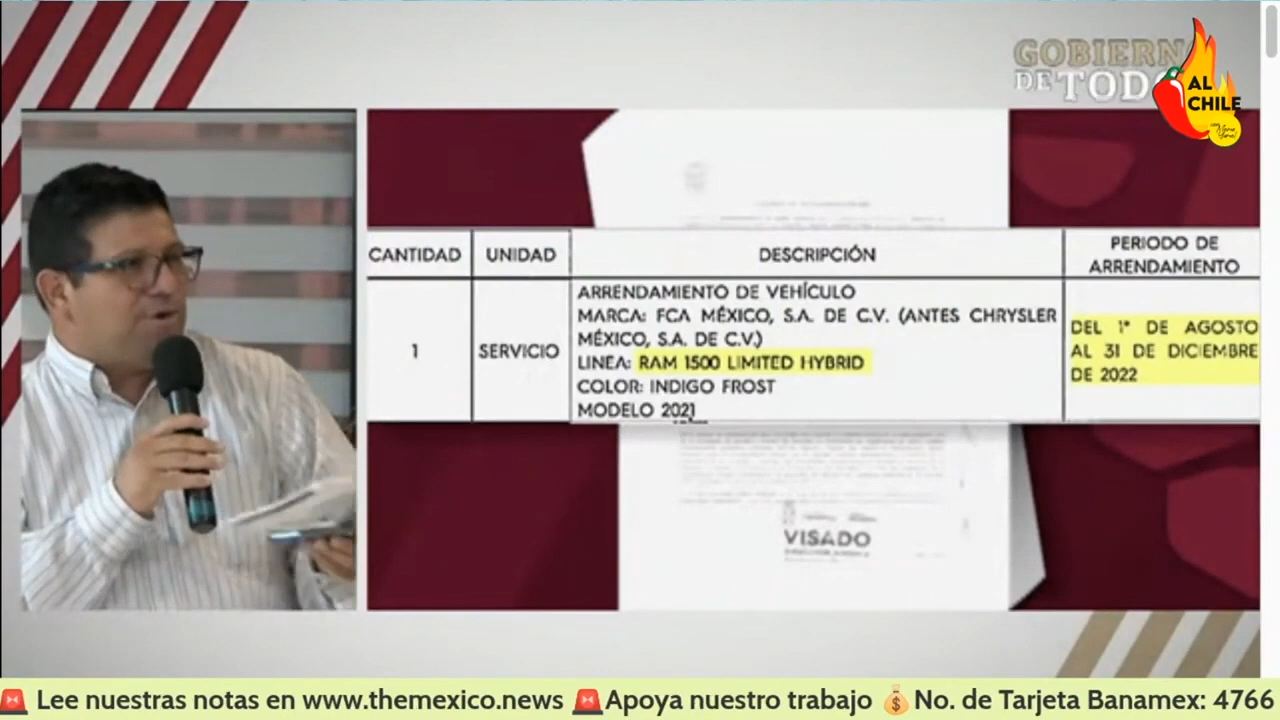 GOBIERN
DE TOD
AL
CHILE
CANTIDAD
UNIDAD
DESCRIPCIÓN
PERIODO DE
ARRENDAMIENTO
1
SERVICIO
ARRENDAMIENTO DE VEHÍCULO
MARCA: FCA MÉXICO, S.A. DE C.V. (ANTES CHRYSLER
MÉXICO, S.A. DE C.V.)
LINEA: RAM 1500 LIMITED HYBRID
COLOR: INDIGO FROST
MODELO 2021
DEL 1° DE AGOSTO
AL 31 DE DICIEMBRE
DE 2022
VISADO
🚨 Lee nuestras notas en www.themexico.news 🚨Apoya nuestro trabajo 💰No. de Tarjeta Banamex: 4766